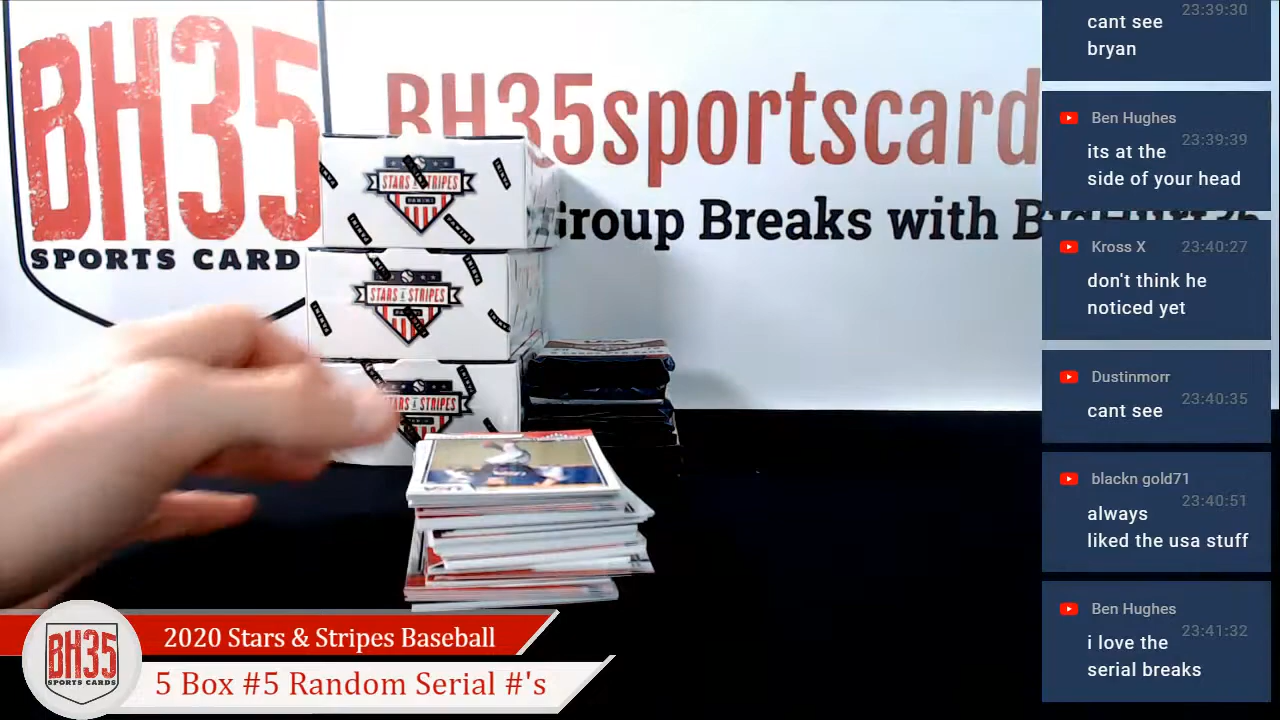 BH35
SPORTS CARD
BH35sportscard
Group Breaks with
STARS & STRIPES
PANINI
STARS & STRIPES
PANINI
STARS & STRIPES
2020 Stars & Stripes Baseball
5 Box #5 Random Serial #'s
BH35
SPORTS CARDS
23:39:30
cant see
bryan
Ben Hughes
23:39:39
its at the
side of your head
Kross X 23:40:27
don't think he
noticed yet
Dustinmorr
23:40:35
cant see
blackn gold71
23:40:51
always
liked the usa stuff
Ben Hughes
23:41:32
i love the
serial breaks